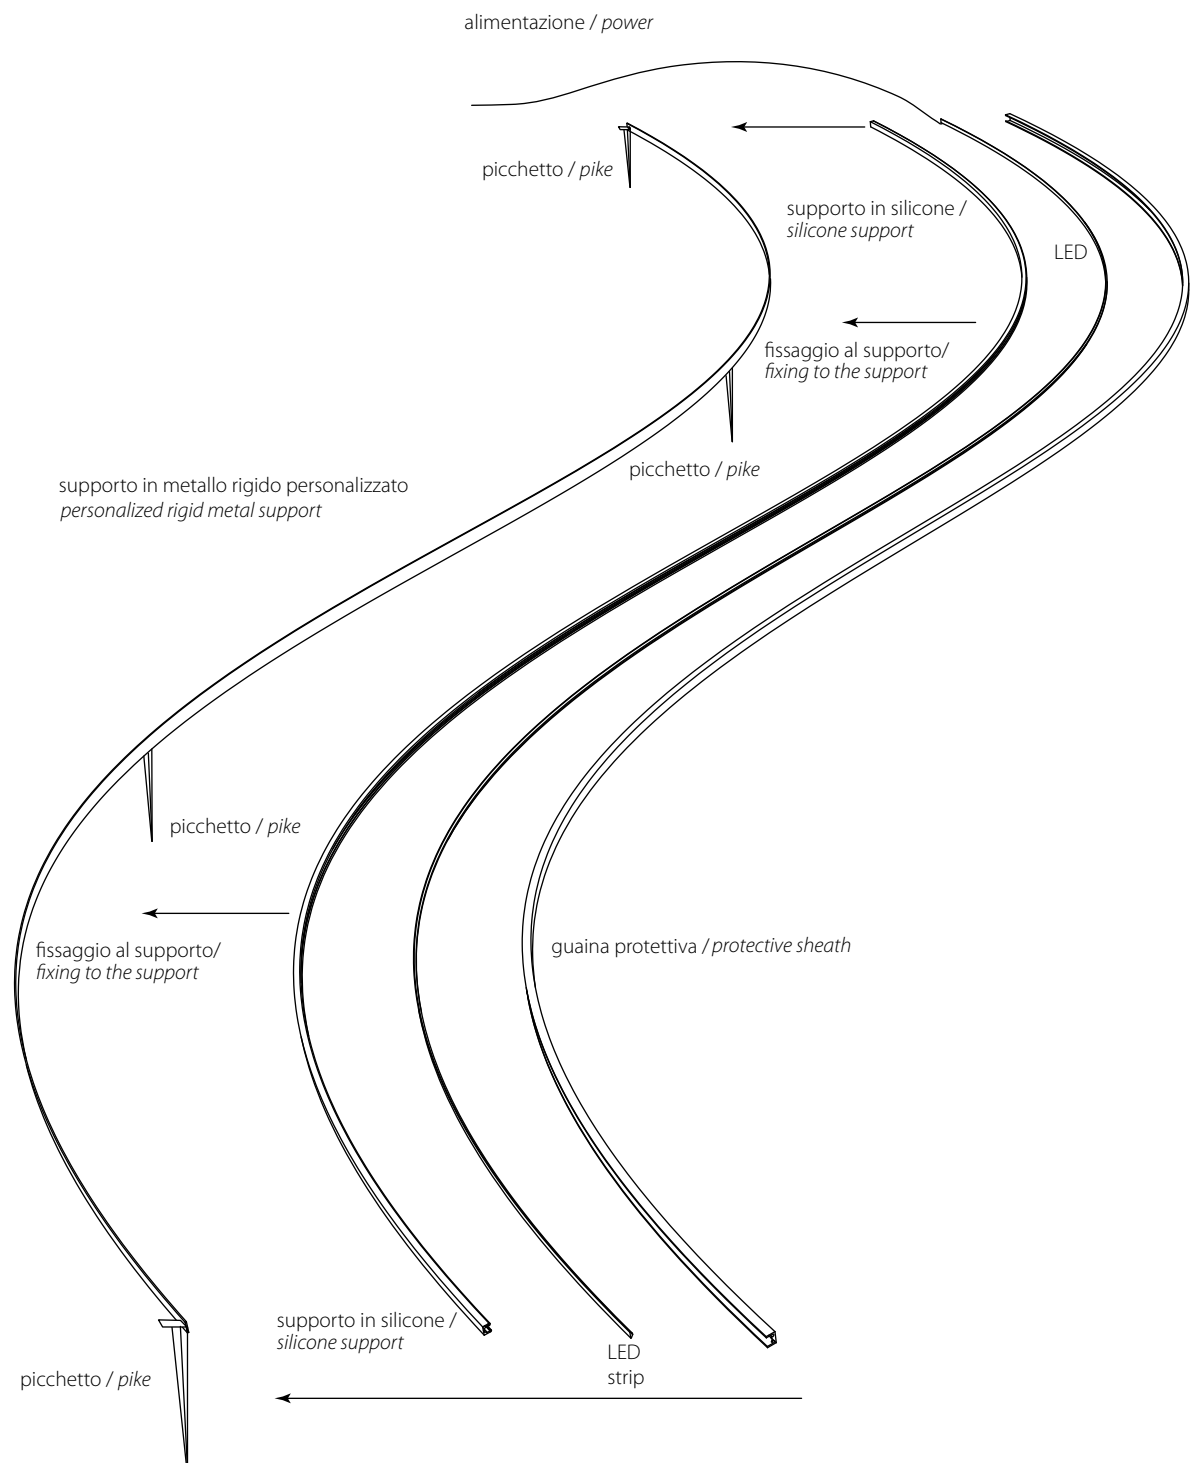 alimentazione / power
picchetto / pike
supporto in silicone /
silicone support
LED
fissaggio al supporto/
fixing to the support
picchetto / pike
supporto in metallo rigido personalizzato
personalized rigid metal support
picchetto / pike
fissaggio al supporto/
fixing to the support
guaina protettiva / protective sheath
supporto in silicone /
silicone support
LED
strip
picchetto / pike